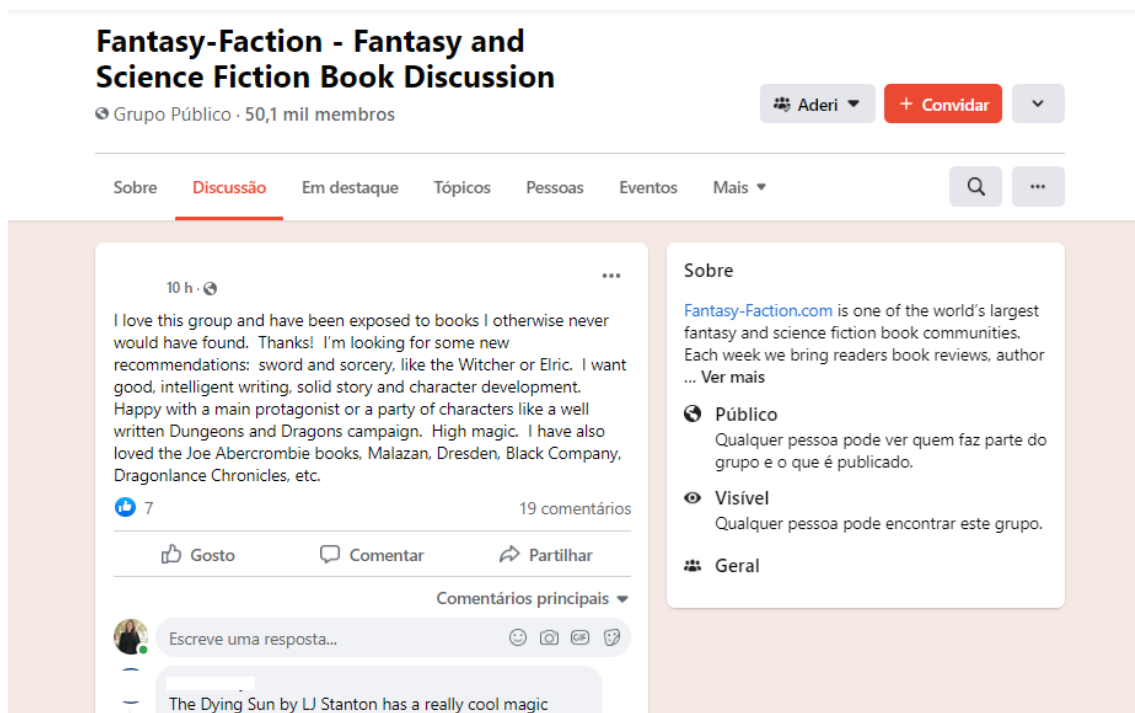 Fantasy-Faction - Fantasy and
Science Fiction Book Discussion
Grupo Público · 50,1 mil membros
Aderi
+ Convidar
Sobre Discussão Em destaque Tópicos Pessoas Eventos Mais
10 h ·
I love this group and have been exposed to books I otherwise never
would have found. Thanks! I'm looking for some new
recommendations: sword and sorcery, like the Witcher or Elric. I want
good, intelligent writing, solid story and character development.
Happy with a main protagonist or a party of characters like a well
written Dungeons and Dragons campaign. High magic. I have also
loved the Joe Abercrombie books, Malazan, Dresden, Black Company,
Dragonlance Chronicles, etc.
7
19 comentários
Gosto Comentar Partilhar
Comentários principais
Escreve uma resposta...
GIF
The Dying Sun by LJ Stanton has a really cool magic
Sobre
Fantasy-Faction.com is one of the world's largest
fantasy and science fiction book communities.
Each week we bring readers book reviews, author
... Ver mais
Público
Qualquer pessoa pode ver quem faz parte do
grupo e o que é publicado.
Visível
Qualquer pessoa pode encontrar este grupo.
Geral